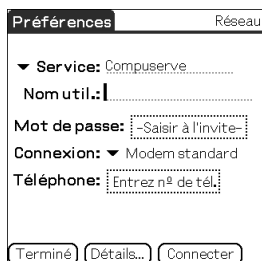 Préférences Réseau
Service: Compuserve
Nom util.:
Mot de passe: -Saisir à l'invite-
Connexion: Modem standard
Téléphone: Entrez nº de tél.
Terminé Détails... Connecter